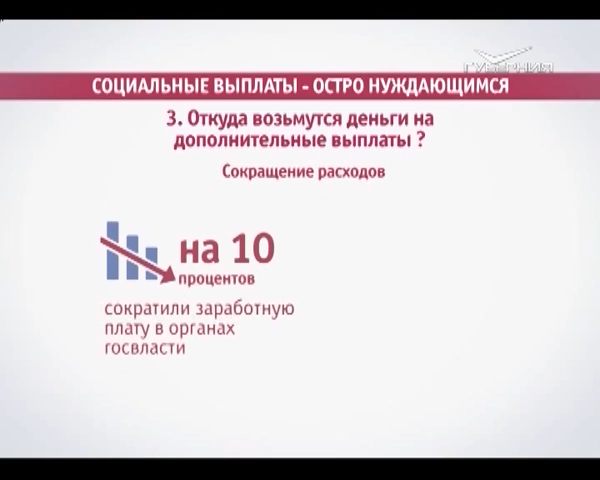 ГУБЕРНИЯ
СОЦИАЛЬНЫЕ ВЫПЛАТЫ - ОСТРО НУЖДАЮЩИМСЯ
3. Откуда возьмутся деньги на
дополнительные выплаты ?
Сокращение расходов
на 10
процентов
сократили заработную
плату в органах
госвласти